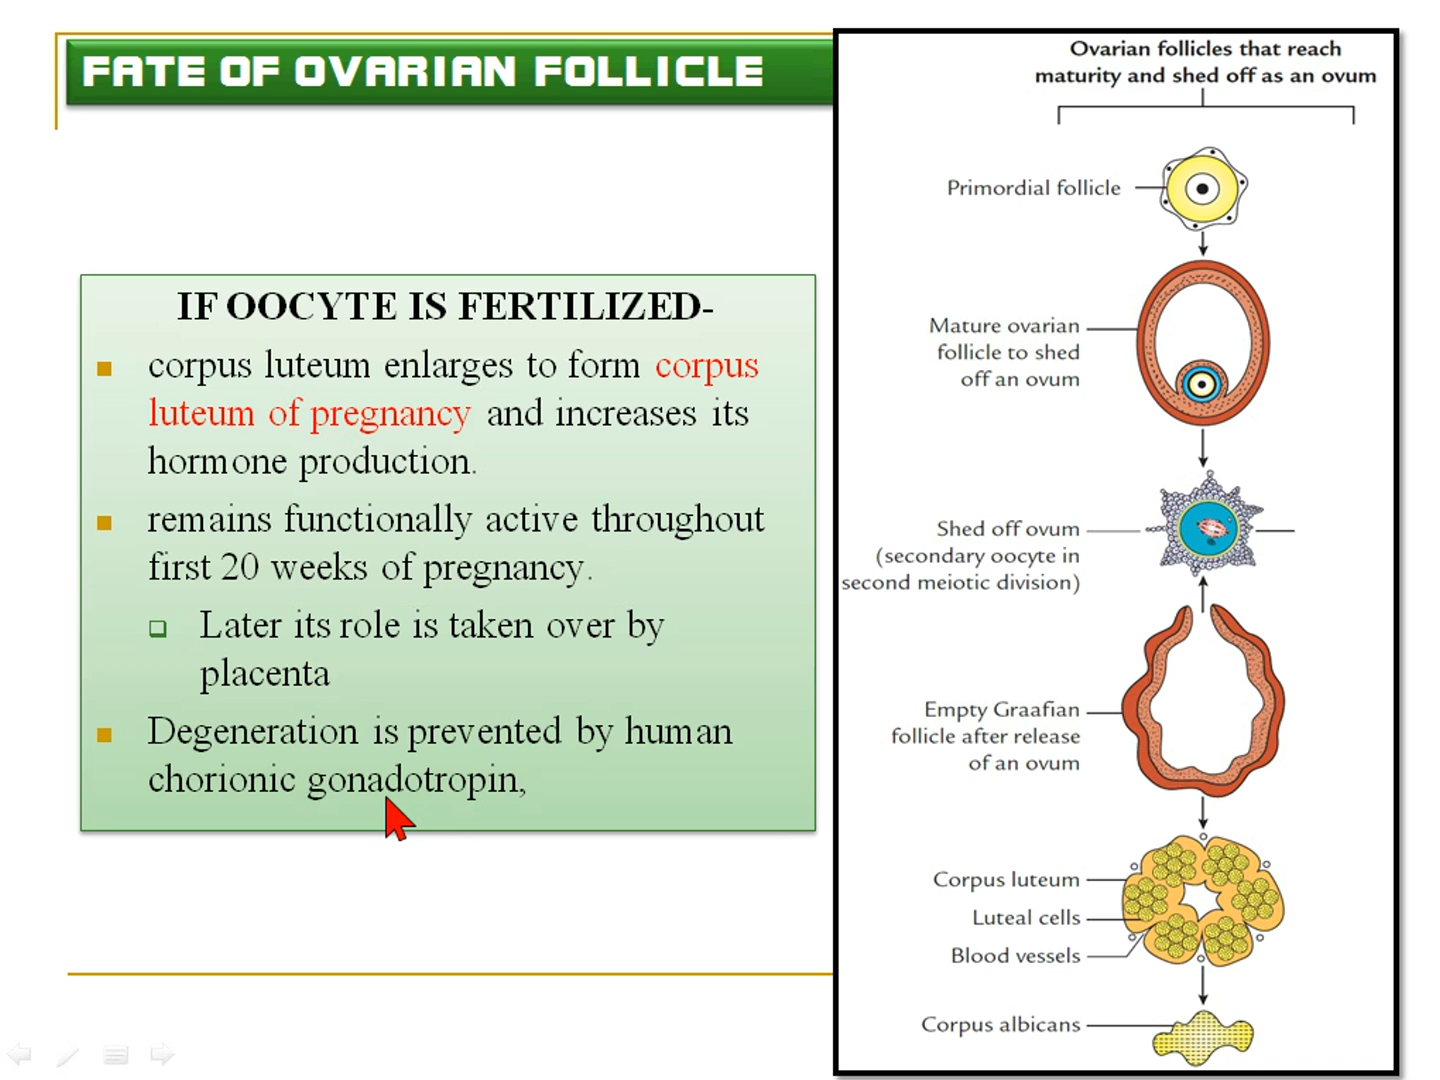 FATE OF OVARIAN FOLLICLE
IF OOCYTE IS FERTILIZED-
corpus luteum enlarges to form corpus
luteum of pregnancy and increases its
hormone production.
remains functionally active throughout
first 20 weeks of pregnancy.
Later its role is taken over by
placenta
Degeneration is prevented by human
chorionic gonadotropin,
Ovarian follicles that reach
maturity and shed off as an ovum
Primordial follicle
Mature ovarian
follicle to shed
off an ovum
Shed off ovum
(secondary oocyte in
second meiotic division)
Empty Graafian
follicle after release
of an ovum
Corpus luteum
Luteal cells
Blood vessels
Corpus albicans